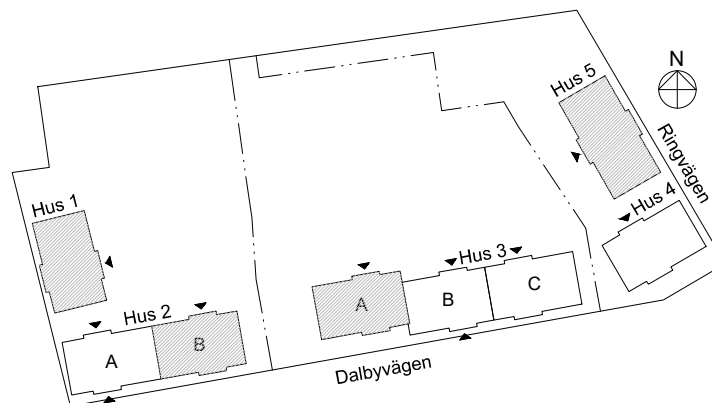 Hus 5
N
Ringvägen
Hus 1
Hus 4
Hus 3
A
B
C
Hus 2
A
B
Dalbyvägen